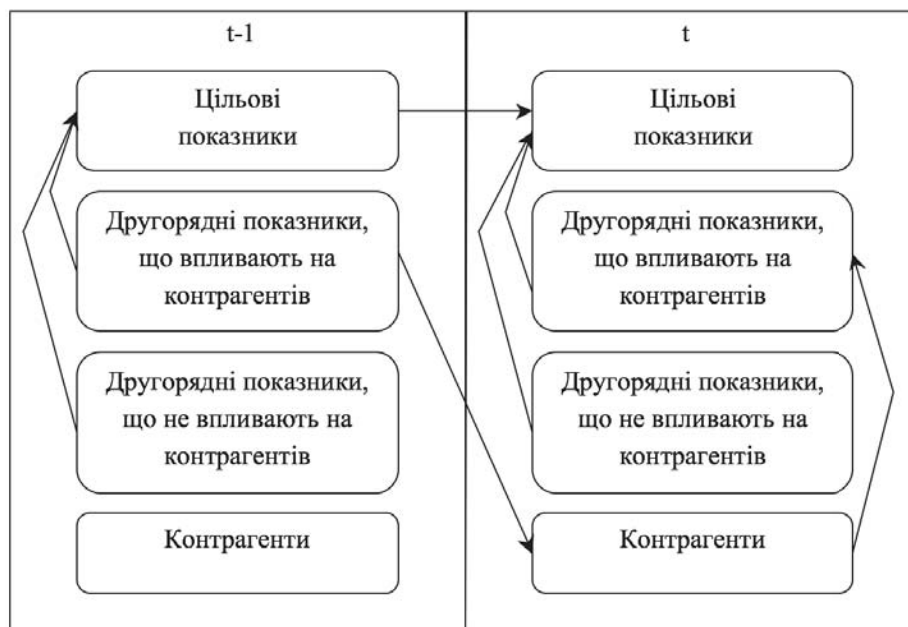 t-1
Цільові
показники
Другорядні показники,
що впливають на
контрагентів
Другорядні показники,
що не впливають на
контрагентів
Контрагенти
t
Цільові
показники
Другорядні показники,
що впливають на
контрагентів
Другорядні показники,
що не впливають на
контрагентів
Контрагенти